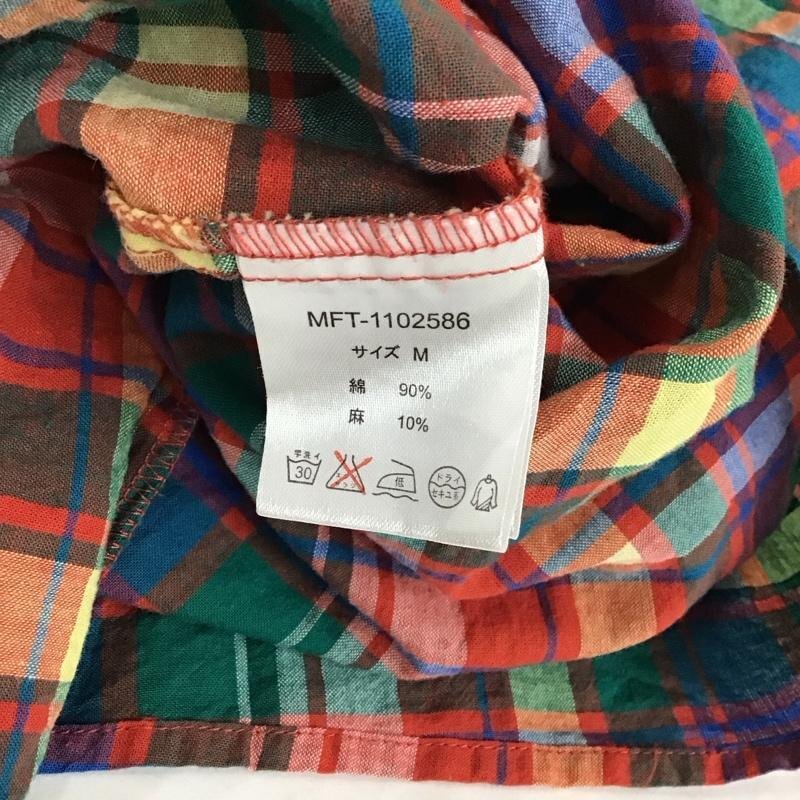 MFT-1102586
サイズ M
綿 90%
麻 10%
手洗イ 30 低 ドライ セキユ系